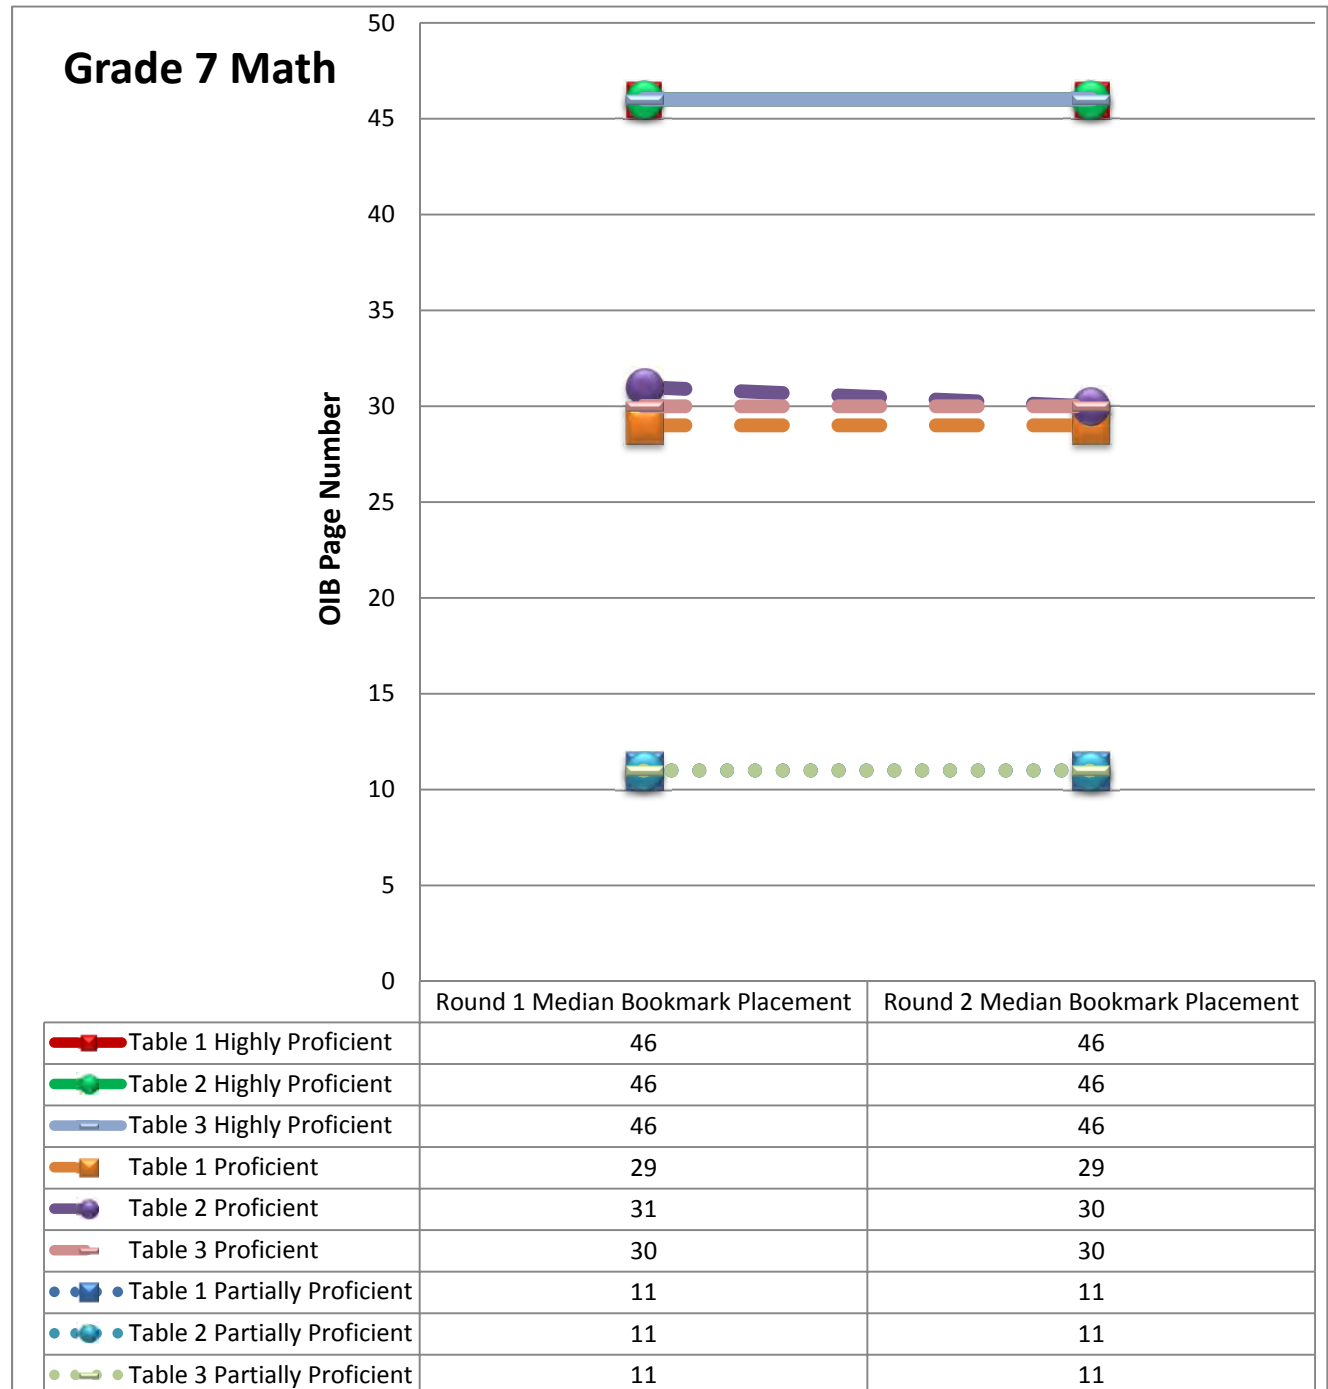 Grade 7 Math
50
45
40
35
30
25
20
15
10
5
0
OIB Page Number
Round 1 Median Bookmark Placement Round 2 Median Bookmark Placement
Table 1 Highly Proficient 46 46
Table 2 Highly Proficient 46 46
Table 3 Highly Proficient 46 46
Table 1 Proficient 29 29
Table 2 Proficient 31 30
Table 3 Proficient 30 30
Table 1 Partially Proficient 11 11
Table 2 Partially Proficient 11 11
Table 3 Partially Proficient 11 11